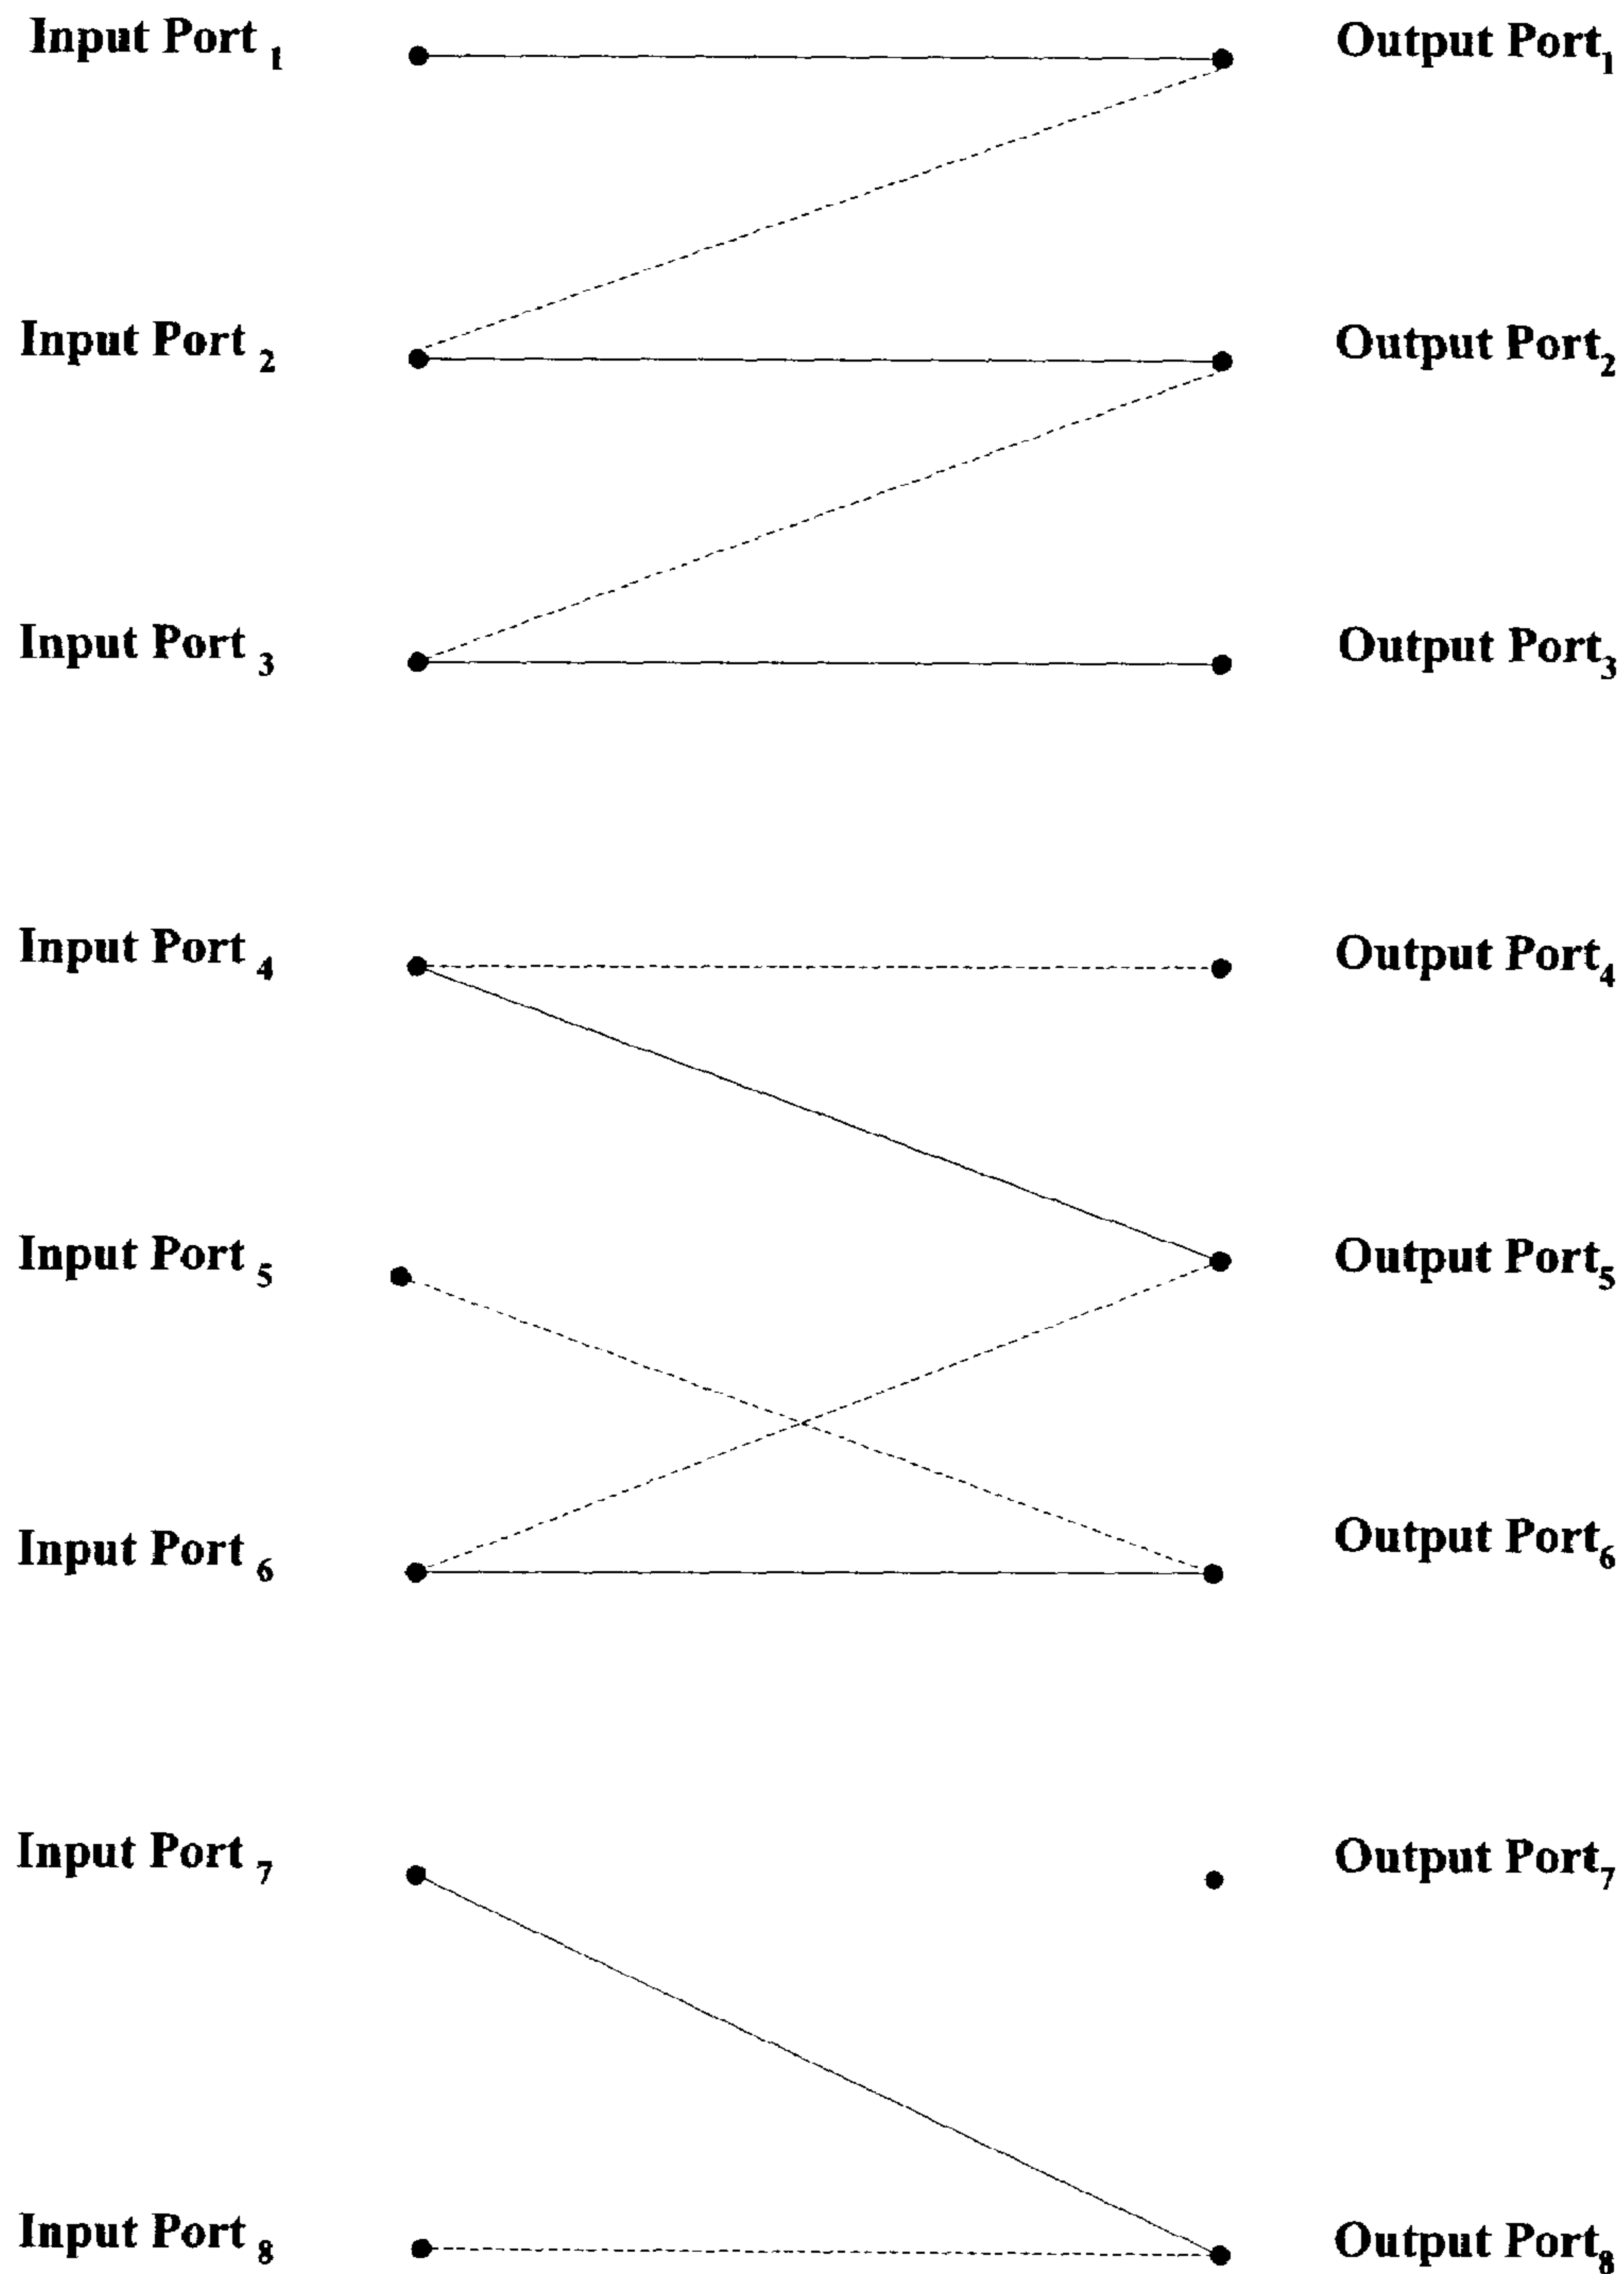 Input Port 1 Output Port1
Input Port 2 Output Port2
Input Port 3 Output Port3
Input Port 4 Output Port4
Input Port 5 Output Port5
Input Port 6 Output Port6
Input Port 7 Output Port7
Input Port 8 Output Port8